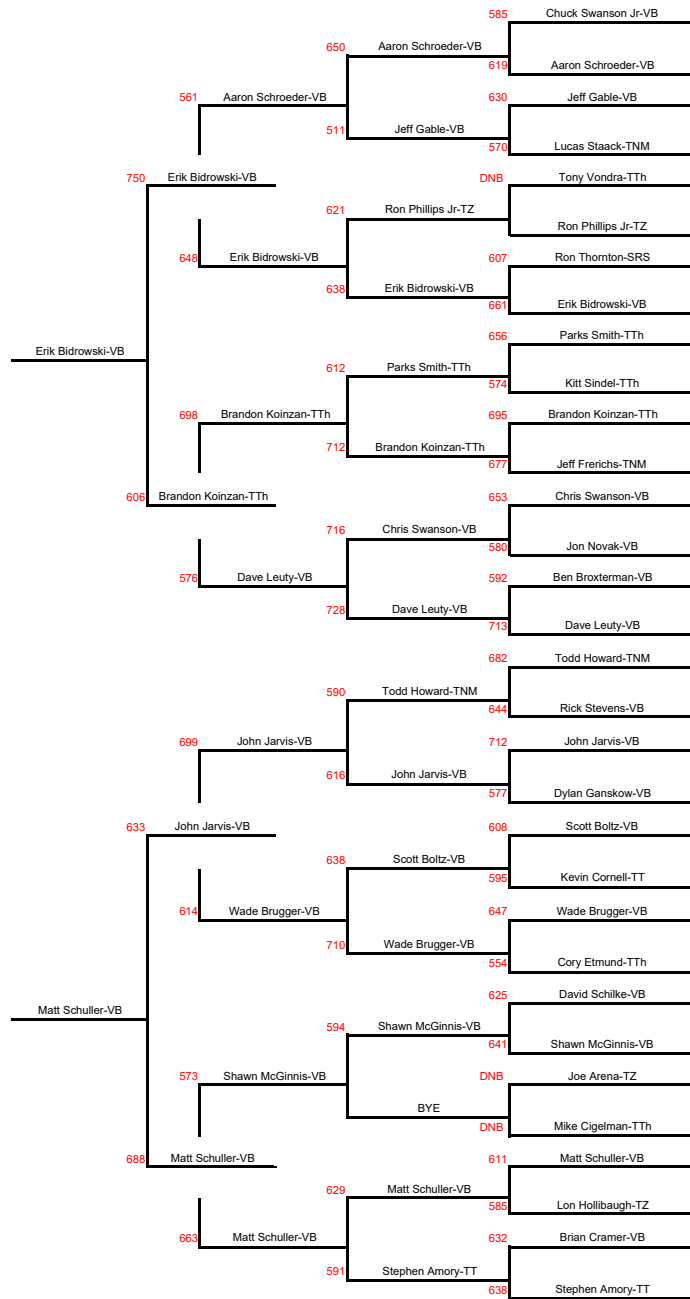 585 Chuck Swanson Jr-VB
650 Aaron Schroeder-VB
619 Aaron Schroeder-VB
561 Aaron Schroeder-VB
630 Jeff Gable-VB
511 Jeff Gable-VB
570 Lucas Staack-TNM
750 Erik Bidrowski-VB
DNB Tony Vondra-TTh
621 Ron Phillips Jr-TZ
Ron Phillips Jr-TZ
648 Erik Bidrowski-VB
607 Ron Thornton-SRS
638 Erik Bidrowski-VB
661 Erik Bidrowski-VB
656 Parks Smith-TTh
Erik Bidrowski-VB
612 Parks Smith-TTh
574 Kitt Sindel-TTh
698 Brandon Koinzan-TTh
695 Brandon Koinzan-TTh
712 Brandon Koinzan-TTh
677 Jeff Frerichs-TNM
606 Brandon Koinzan-TTh
653 Chris Swanson-VB
716 Chris Swanson-VB
580 Jon Novak-VB
576 Dave Leuty-VB
592 Ben Broxterman-VB
728 Dave Leuty-VB
713 Dave Leuty-VB
682 Todd Howard-TNM
590 Todd Howard-TNM
644 Rick Stevens-VB
699 John Jarvis-VB
712 John Jarvis-VB
616 John Jarvis-VB
577 Dylan Ganskow-VB
633 John Jarvis-VB
608 Scott Boltz-VB
638 Scott Boltz-VB
595 Kevin Cornell-TT
614 Wade Brugger-VB
647 Wade Brugger-VB
710 Wade Brugger-VB
554 Cory Etmund-TTh
625 David Schilke-VB
Matt Schuller-VB
594 Shawn McGinnis-VB
641 Shawn McGinnis-VB
573 Shawn McGinnis-VB
DNB Joe Arena-TZ
BYE
DNB Mike Cigelman-TTh
688 Matt Schuller-VB
611 Matt Schuller-VB
629 Matt Schuller-VB
585 Lon Hollibaugh-TZ
663 Matt Schuller-VB
632 Brian Cramer-VB
591 Stephen Amory-TT
638 Stephen Amory-TT